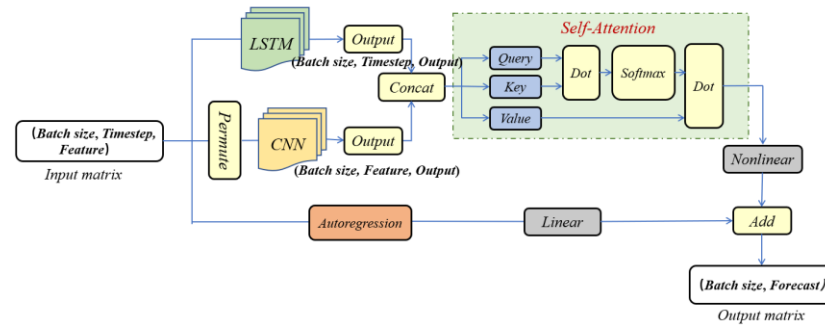 Self-Attention
LSTM
Output
(Batch size, Timestep, Output)
Query
Key
Value
Dot
Softmax
Dot
Concat
(Batch size, Timestep,
Feature)
Input matrix
Permute
CNN
Output
(Batch size, Feature, Output)
Nonlinear
Autoregression
Linear
Add
(Batch size, Forecast)
Output matrix